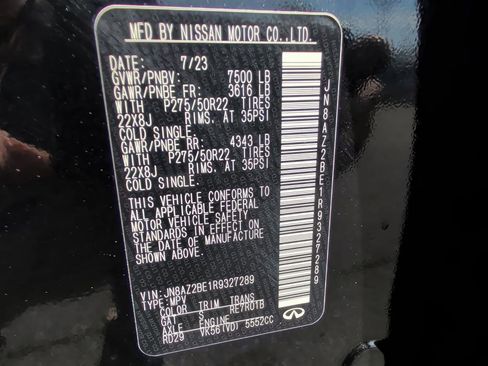 MFD BY NISSAN MOTOR CO.,LTD.
DATE: 7/23
GVWR/PNBV: 7500 LB
GAWR/PNBE FR: 3616 LB
WITH P275/50R22 TIRES
22X8J RIMS, AT 35PSI
COLD SINGLE.
GAWR/PNBE RR: 4343 LB
WITH P275/50R22 TIRES
22X8J RIMS, AT 35PSI
COLD SINGLE.
THIS VEHICLE CONFORMS TO
ALL APPLICABLE FEDERAL
MOTOR VEHICLE SAFETY
STANDARDS IN EFFECT ON
THE DATE OF MANUFACTURE
SHOWN ABOVE.
VIN: JN8AZ2BE1R9327289
TYPE: MPV
COLOR TRIM TRANS
GAT S RE7R01B
AXLE ENGINE
RD29 VK56(VD) 5552CC
JN8AZ2BE1R9327289